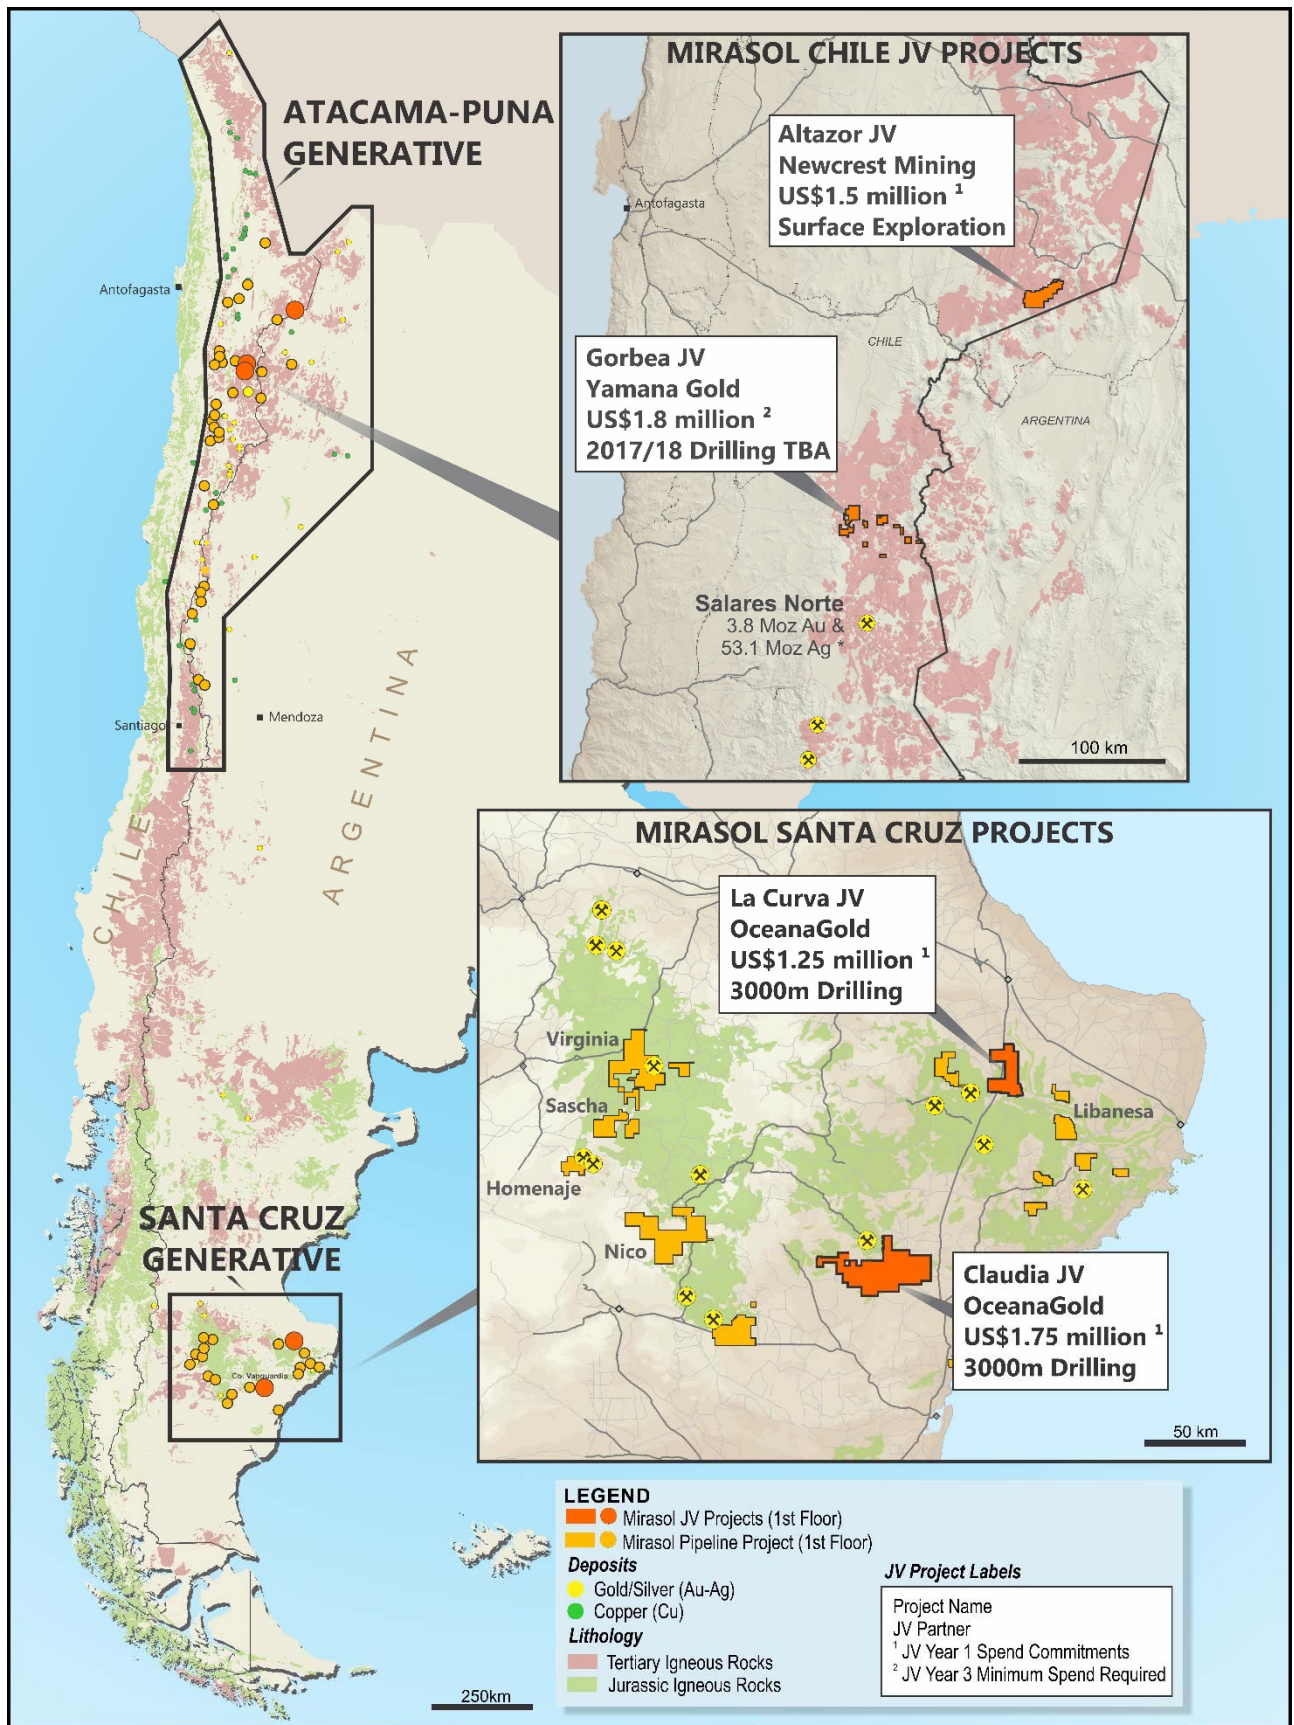 ATACAMA-PUNA
GENERATIVE
Antofagasta
Santiago
Mendoza
CHILE
ARGENTINA
SANTA CRUZ
GENERATIVE
Co. Vanguardia
250km
MIRASOL CHILE JV PROJECTS
Antofagasta
Altazor JV
Newcrest Mining
US$1.5 million ¹
Surface Exploration
CHILE
Gorbea JV
Yamana Gold
US$1.8 million ²
2017/18 Drilling TBA
ARGENTINA
Salares Norte
3.8 Moz Au &
53.1 Moz Ag *
100 km
MIRASOL SANTA CRUZ PROJECTS
La Curva JV
OceanaGold
US$1.25 million ¹
3000m Drilling
Virginia
Sascha
Libanesa
Homenaje
Nico
Claudia JV
OceanaGold
US$1.75 million ¹
3000m Drilling
50 km
LEGEND
Mirasol JV Projects (1st Floor)
Mirasol Pipeline Project (1st Floor)
Deposits
Gold/Silver (Au-Ag)
Copper (Cu)
Lithology
Tertiary Igneous Rocks
Jurassic Igneous Rocks
JV Project Labels
Project Name
JV Partner
¹ JV Year 1 Spend Commitments
² JV Year 3 Minimum Spend Required